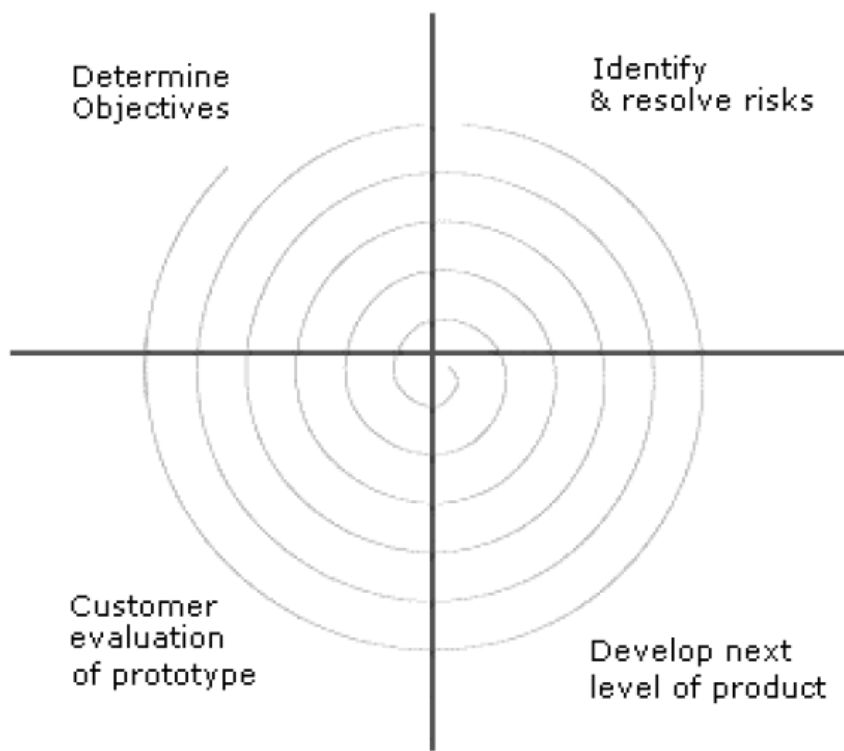 Determine
Objectives
Identify
& resolve risks
Customer
evaluation
of prototype
Develop next
level of product